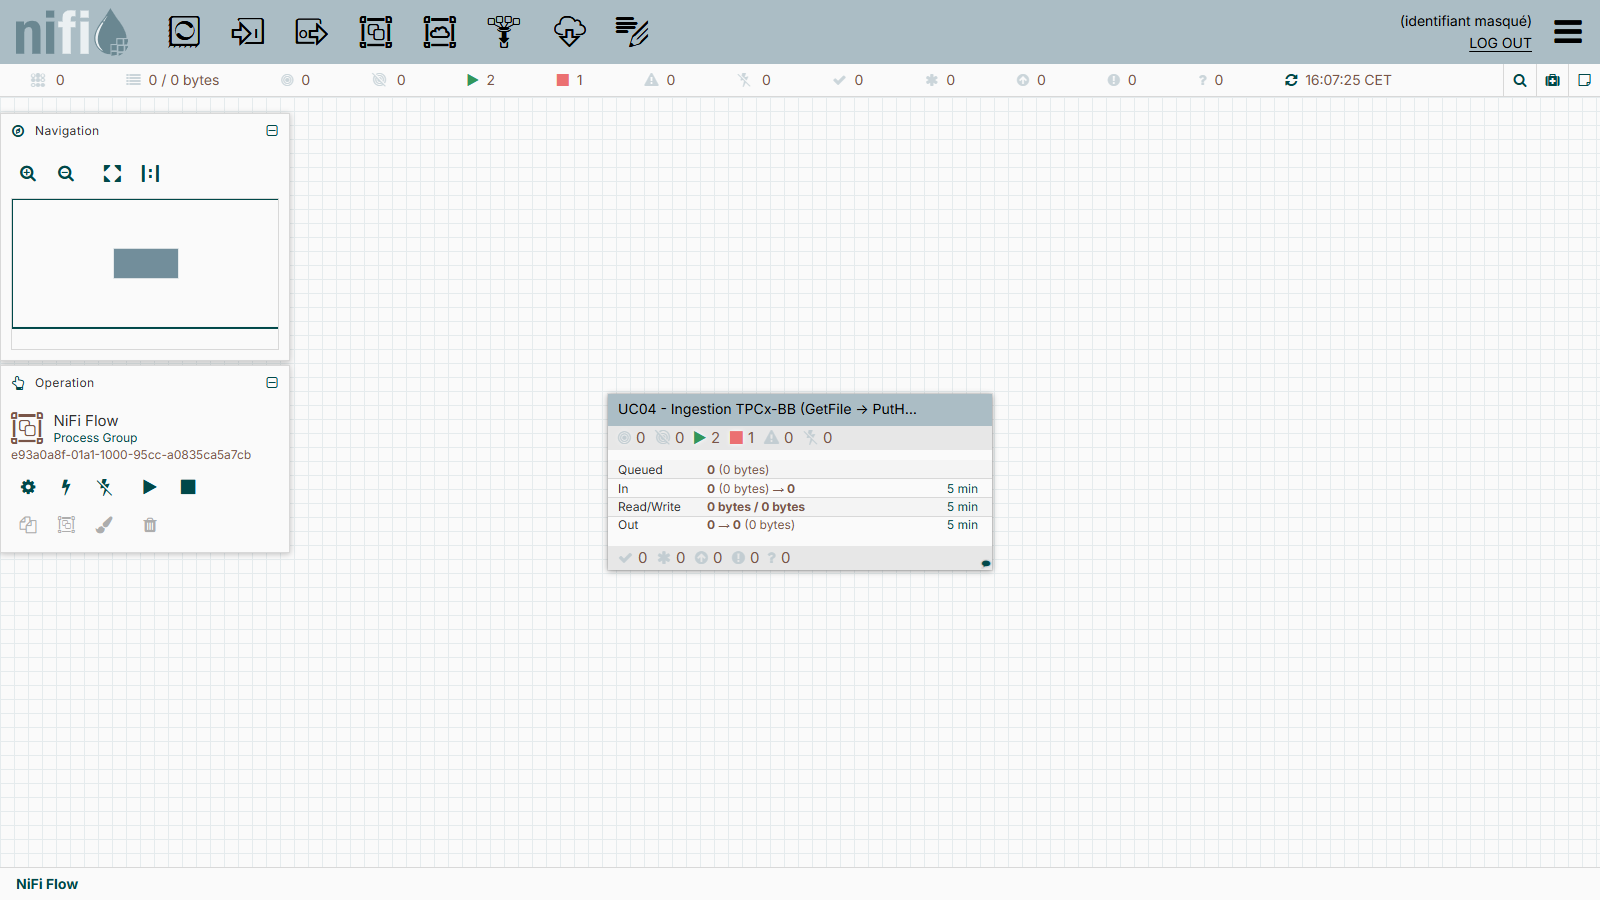 nifi
(identifiant masqué)
LOG OUT
0 0 / 0 bytes 0 0 2 1 0 0 0 0 0 0 ? 0 16:07:25 CET
Navigation
Operation
NiFi Flow
Process Group
e93a0a8f-01a1-1000-95cc-a0835ca5a7cb
UC04 - Ingestion TPCx-BB (GetFile → PutH...
0 0 2 1 0 0
Queued 0 (0 bytes)
In 0 (0 bytes) → 0 5 min
Read/Write 0 bytes / 0 bytes 5 min
Out 0 → 0 (0 bytes) 5 min
0 0 0 0 ? 0
NiFi Flow